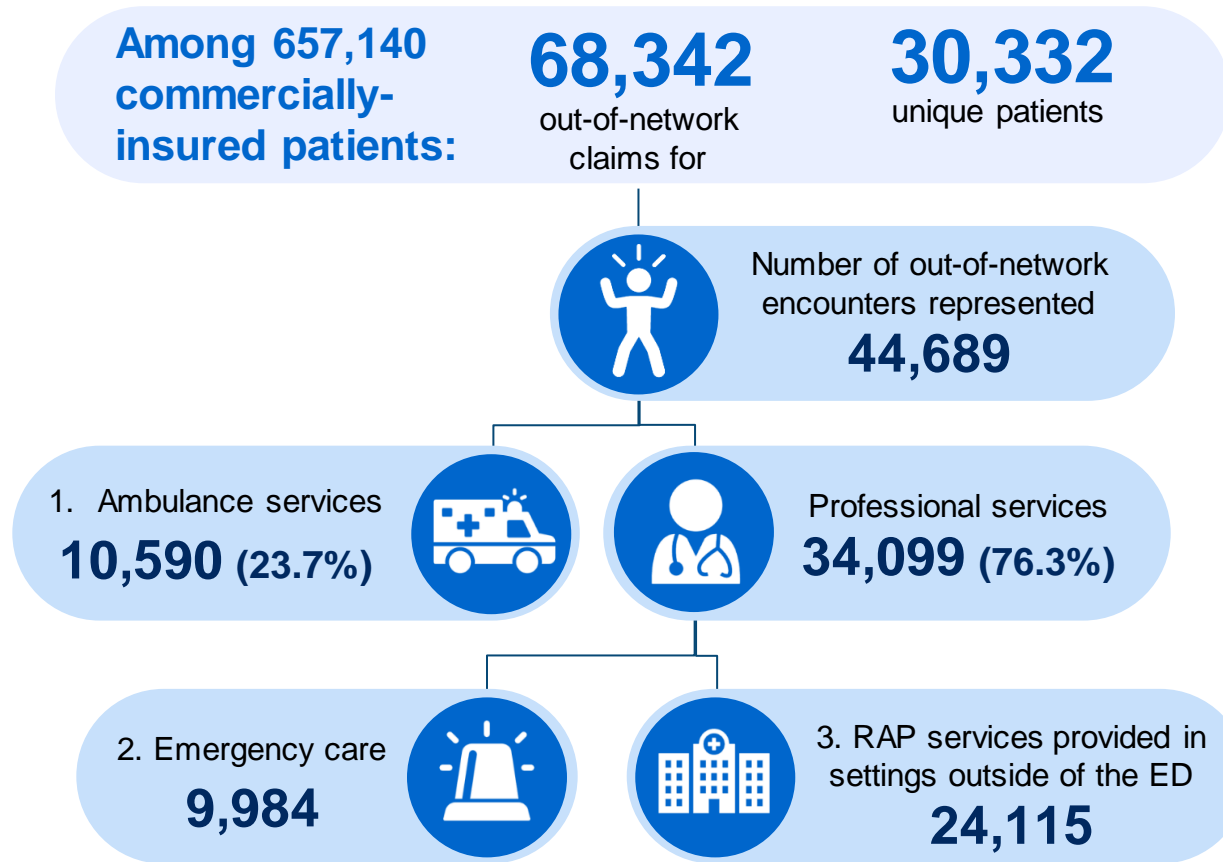 Among 657,140
commercially-
insured patients:
68,342
out-of-network
claims for
30,332
unique patients
Number of out-of-network
encounters represented
44,689
1. Ambulance services
10,590 (23.7%)
Professional services
34,099 (76.3%)
2. Emergency care
9,984
3. RAP services provided in
settings outside of the ED
24,115